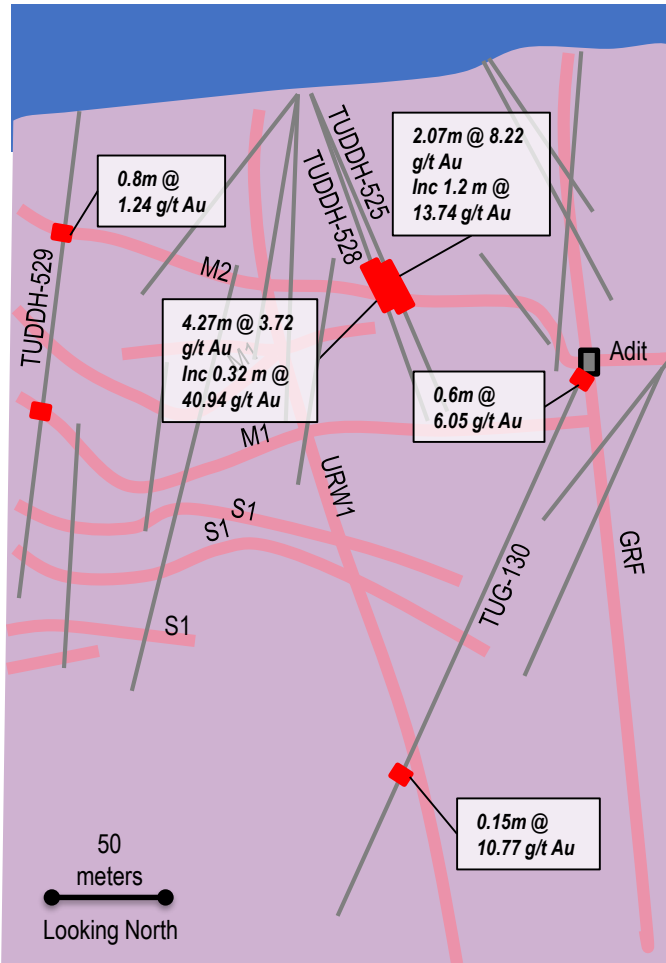 TUDDH-525
TUDDH-528
2.07m @ 8.22
g/t Au
Inc 1.2 m @
13.74 g/t Au
0.8m @
1.24 g/t Au
TUDDH-529
M2
4.27m @ 3.72
g/t Au
Inc 0.32 m @
40.94 g/t Au
M1
Adit
0.6m @
6.05 g/t Au
M1
URW1
S1
S1
GRF
TUG-130
S1
0.15m @
10.77 g/t Au
50
meters
Looking North